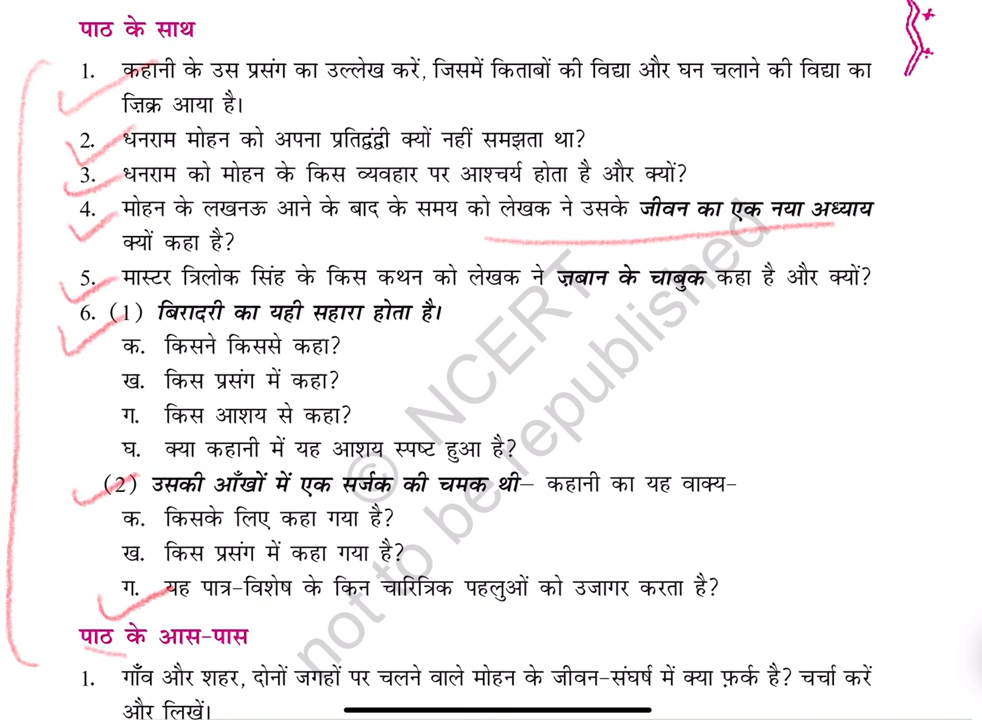 पाठ के साथ
1. कहानी के उस प्रसंग का उल्लेख करें, जिसमें किताबों की विद्या और घन चलाने की विद्या का
ज़िक्र आया है।
2. धनराम मोहन को अपना प्रतिद्वंद्वी क्यों नहीं समझता था?
3. धनराम को मोहन के किस व्यवहार पर आश्चर्य होता है और क्यों?
4. मोहन के लखनऊ आने के बाद के समय को लेखक ने उसके जीवन का एक नया अध्याय
क्यों कहा है?
5. मास्टर त्रिलोक सिंह के किस कथन को लेखक ने ज़बान के चाबुक कहा है और क्यों?
6. (1) बिरादरी का यही सहारा होता है।
क. किसने किससे कहा?
ख. किस प्रसंग में कहा?
ग. किस आशय से कहा?
घ. क्या कहानी में यह आशय स्पष्ट हुआ है?
(2) उसकी आँखों में एक सर्जक की चमक थी– कहानी का यह वाक्य–
क. किसके लिए कहा गया है?
ख. किस प्रसंग में कहा गया है?
ग. यह पात्र-विशेष के किन चारित्रिक पहलुओं को उजागर करता है?
पाठ के आस-पास
1. गाँव और शहर, दोनों जगहों पर चलने वाले मोहन के जीवन-संघर्ष में क्या फ़र्क है? चर्चा करें
और लिखें।
© NCERT
not to be republished